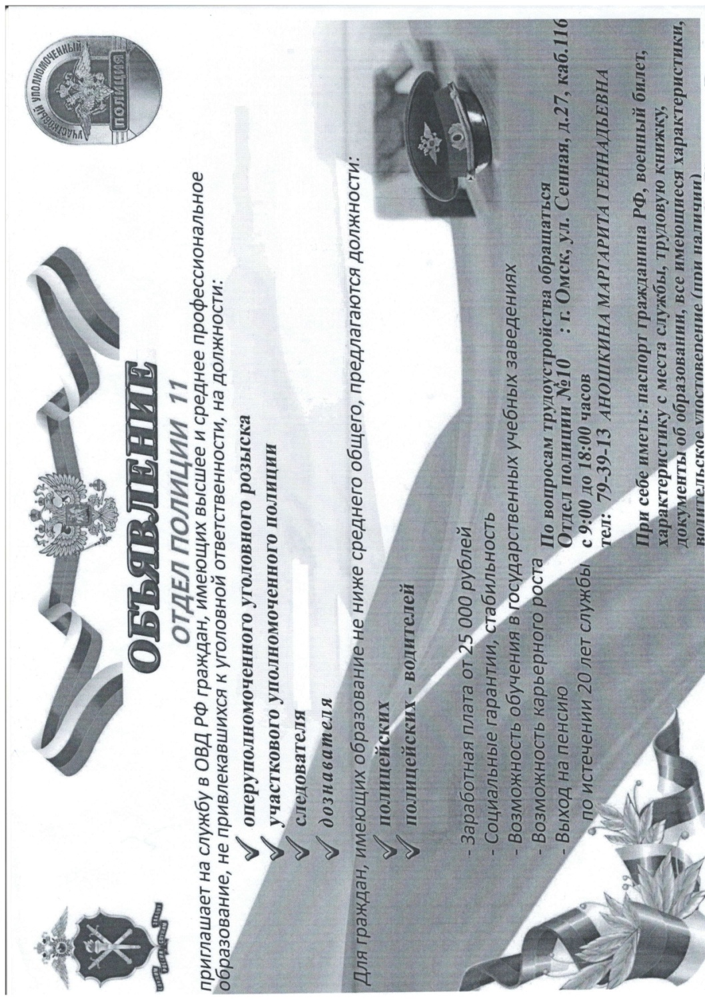 УЧАСТКОВЫЙ УПОЛНОМОЧЕННЫЙ
ПОЛИЦИЯ
ОБЪЯВЛЕНИЕ
ОТДЕЛ ПОЛИЦИИ 11
приглашает на службу в ОВД РФ граждан, имеющих высшее и среднее профессиональное
образование, не привлекавшихся к уголовной ответственности, на должности:
оперуполномоченного уголовного розыска
участкового уполномоченного полиции
следователя
дознавателя
Для граждан, имеющих образование не ниже среднего общего, предлагаются должности:
полицейских
полицейских - водителей
- Заработная плата от 25 000 рублей
- Социальные гарантии, стабильность
- Возможность обучения в государственных учебных заведениях
- Возможность карьерного роста
- Выход на пенсию
по истечении 20 лет службы
По вопросам трудоустройства обращаться
Отдел полиции №10 : г. Омск, ул. Сенная, д.27, каб.116
с 9:00 до 18:00 часов
тел: 79-39-13 АНОШКИНА МАРГАРИТА ГЕННАДЬЕВНА
При себе иметь: паспорт гражданина РФ, военный билет,
характеристику с места службы, трудовую книжку,
документы об образовании, все имеющиеся характеристики,
водительское удостоверение (при наличии)